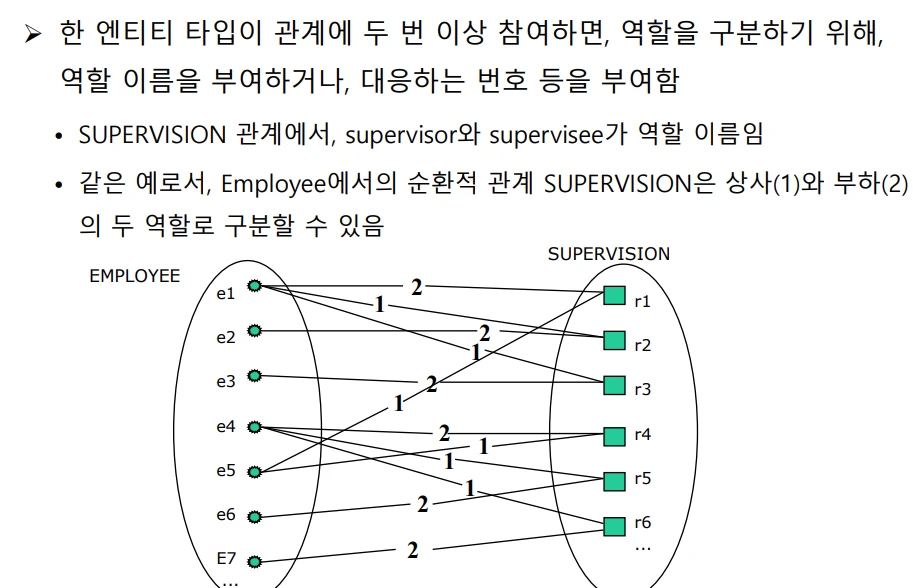 ➢ 한 엔티티 타입이 관계에 두 번 이상 참여하면, 역할을 구분하기 위해,
역할 이름을 부여하거나, 대응하는 번호 등을 부여함
• SUPERVISION 관계에서, supervisor와 supervisee가 역할 이름임
• 같은 예로서, Employee에서의 순환적 관계 SUPERVISION은 상사(1)와 부하(2)
의 두 역할로 구분할 수 있음
SUPERVISION
EMPLOYEE
e1 2 r1
1
e2 2 r2
1
e3 2 r3
1
e4 2 r4
1
e5 1 r5
1
e6 2 r6
...
E7 2
...